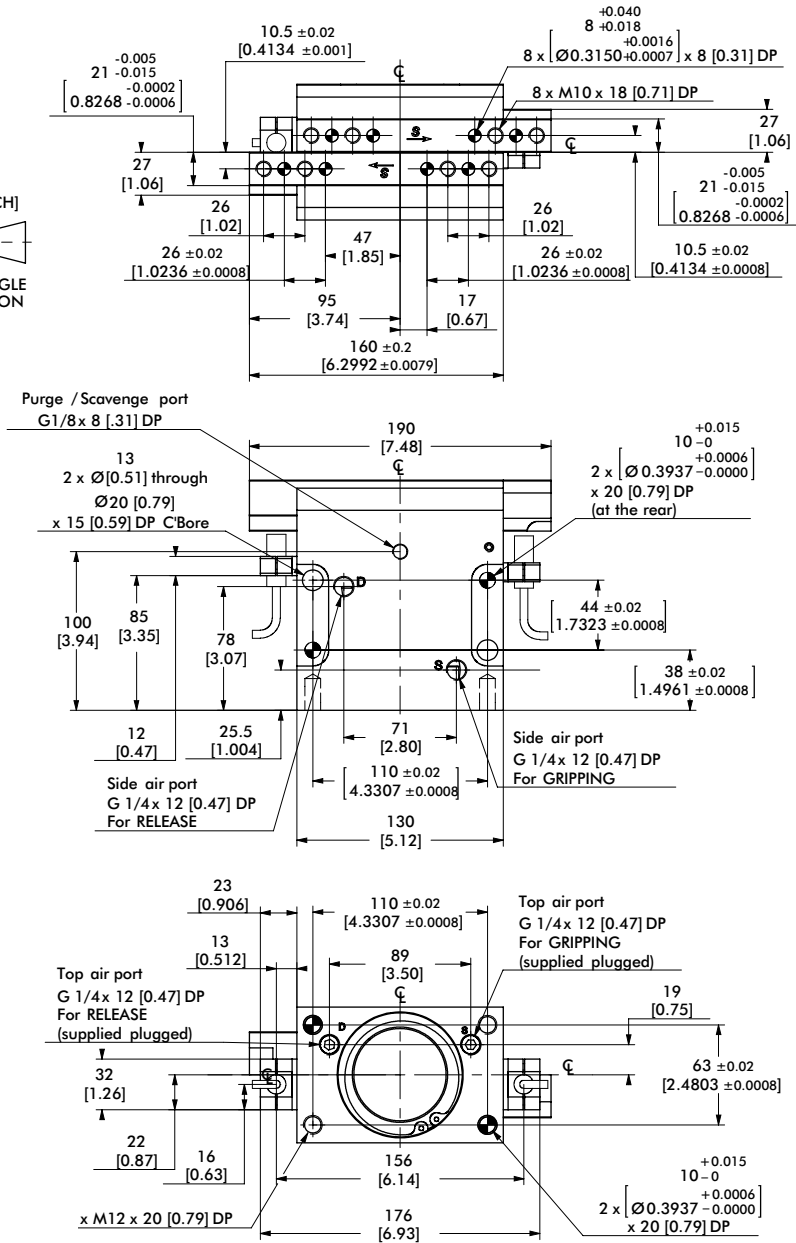 +0.040
8 +0.018
+0.0016
8 x [Ø0.3150+0.0007] x 8 [0.31] DP
10.5 ±0.02
[0.4134 ±0.001]
-0.005
21 -0.015
-0.0002
[0.8268 -0.0006]
8 x M10 x 18 [0.71] DP
℄
S
℄
27
[1.06]
27
[1.06]
S
CH]
GLE
ON
26
[1.02]
47
[1.85]
26
[1.02]
-0.005
21 -0.015
-0.0002
[0.8268 -0.0006]
26 ±0.02
[1.0236 ±0.0008]
26 ±0.02
[1.0236 ±0.0008]
10.5 ±0.02
[0.4134 ±0.0008]
95
[3.74]
17
[0.67]
160 ±0.2
[6.2992 ±0.0079]
Purge /Scavenge port
G1/8x 8 [.31] DP
190
[7.48]
℄
13
2 x Ø[0.51] through
Ø20 [0.79]
x 15 [0.59] DP C'Bore
+0.015
10 -0
+0.0006
2 x [Ø 0.3937 -0.0000]
x 20 [0.79] DP
(at the rear)
D
100
[3.94]
85
[3.35]
78
[3.07]
44 ±0.02
[1.7323 ±0.0008]
S
38 ±0.02
[1.4961 ±0.0008]
12
[0.47]
25.5
[1.004]
71
[2.80]
Side air port
G 1/4x 12 [0.47] DP
For GRIPPING
Side air port
G 1/4x 12 [0.47] DP
For RELEASE
110 ±0.02
[4.3307 ±0.0008]
130
[5.12]
23
[0.906]
110 ±0.02
[4.3307 ±0.0008]
Top air port
G 1/4x 12 [0.47] DP
For GRIPPING
(supplied plugged)
13
[0.512]
89
[3.50]
℄
Top air port
G 1/4x 12 [0.47] DP
For RELEASE
(supplied plugged)
19
[0.75]
D
S
℄
℄
32
[1.26]
63 ±0.02
[2.4803 ±0.0008]
22
[0.87]
16
[0.63]
156
[6.14]
176
[6.93]
x M12 x 20 [0.79] DP
+0.015
10 -0
+0.0006
2 x [Ø0.3937 -0.0000]
x 20 [0.79] DP